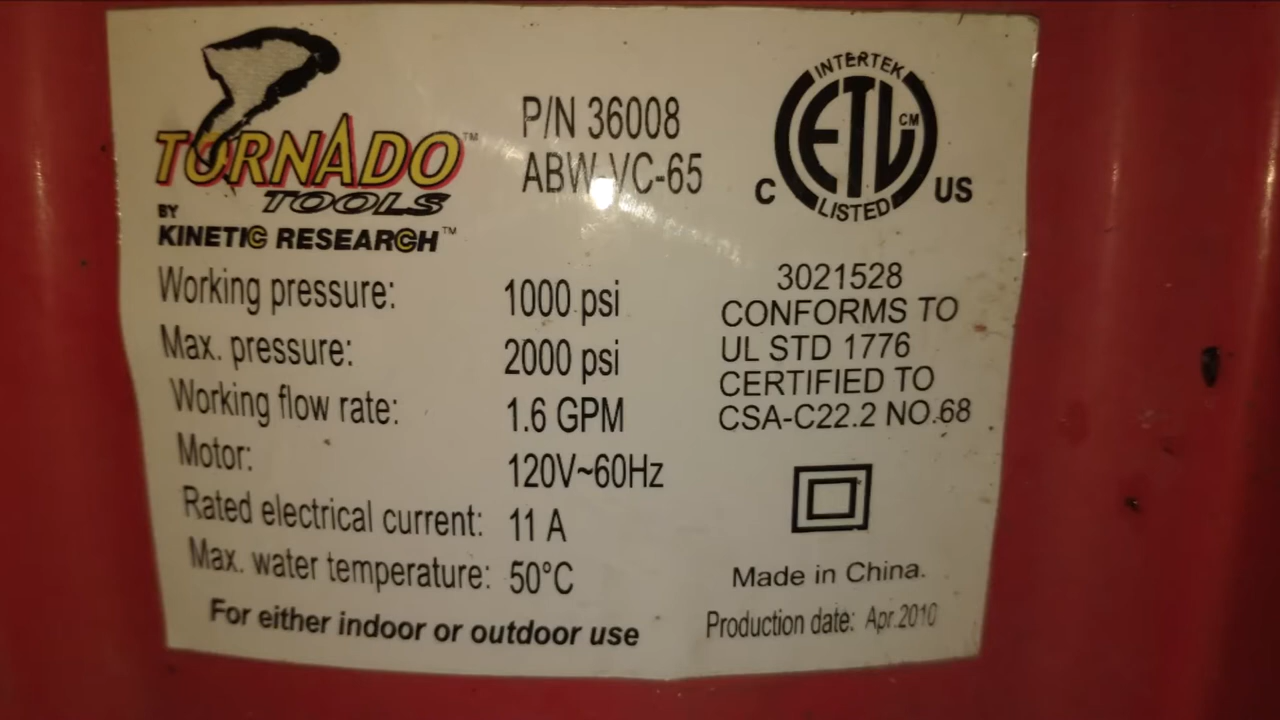 TORNADO™
TOOLS
BY
KINETIC RESEARCH™
P/N 36008
ABW-VC-65
INTERTEK
ETL CM
LISTED
C US
Working pressure: 1000 psi
Max. pressure: 2000 psi
Working flow rate: 1.6 GPM
Motor: 120V~60Hz
Rated electrical current: 11 A
Max. water temperature: 50°C
For either indoor or outdoor use
3021528
CONFORMS TO
UL STD 1776
CERTIFIED TO
CSA-C22.2 NO.68
Made in China.
Production date: Apr.2010